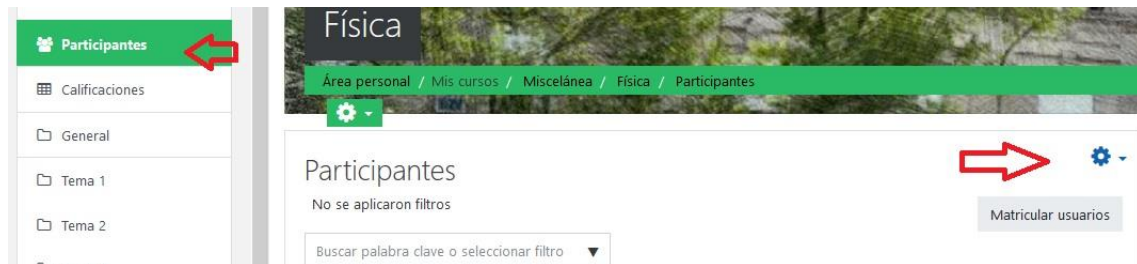 Participantes
Calificaciones
General
Tema 1
Tema 2
Física
Área personal / Mis cursos / Miscelánea / Física / Participantes
Participantes
No se aplicaron filtros
Matricular usuarios
Buscar palabra clave o seleccionar filtro